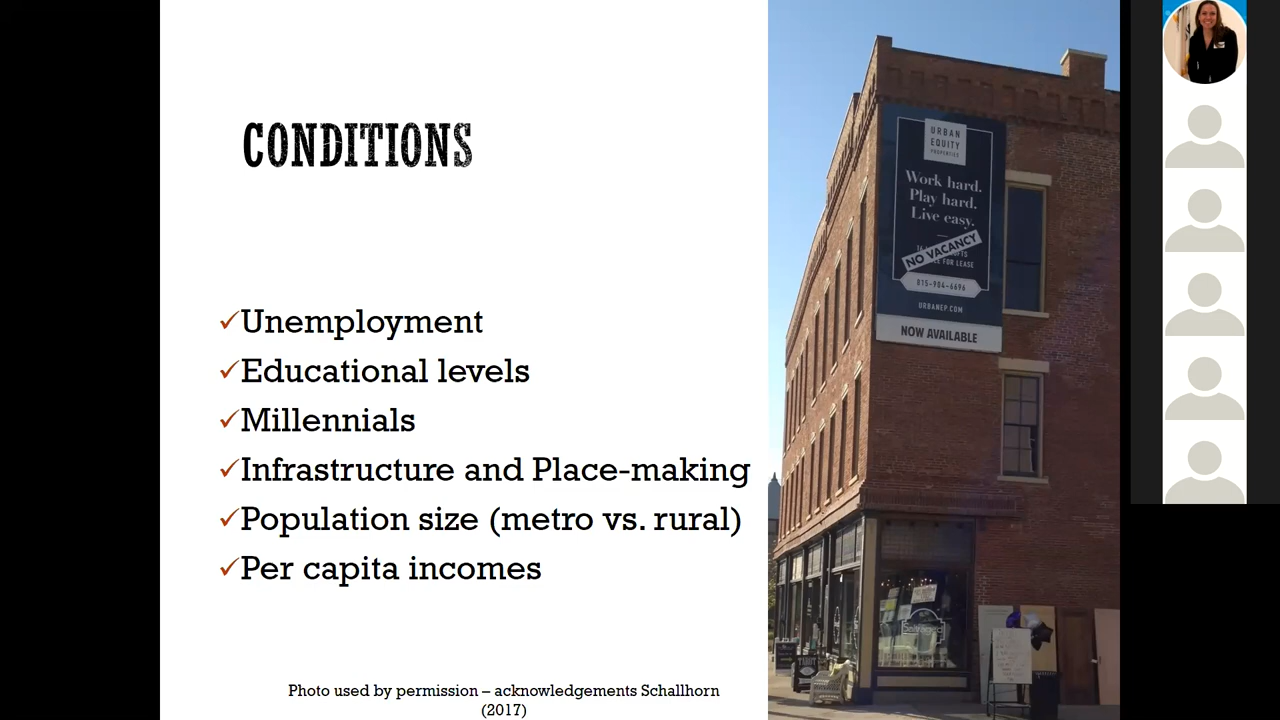 CONDITIONS
Unemployment
Educational levels
Millennials
Infrastructure and Place-making
Population size (metro vs. rural)
Per capita incomes
Photo used by permission – acknowledgements Schallhorn
(2017)
URBAN
EQUITY
PROPERTIES
Work hard.
Play hard.
Live easy.
NO VACANCY
FOR LEASE
815-904-6696
URBANEP.COM
NOW AVAILABLE
Salvaged
TAROT